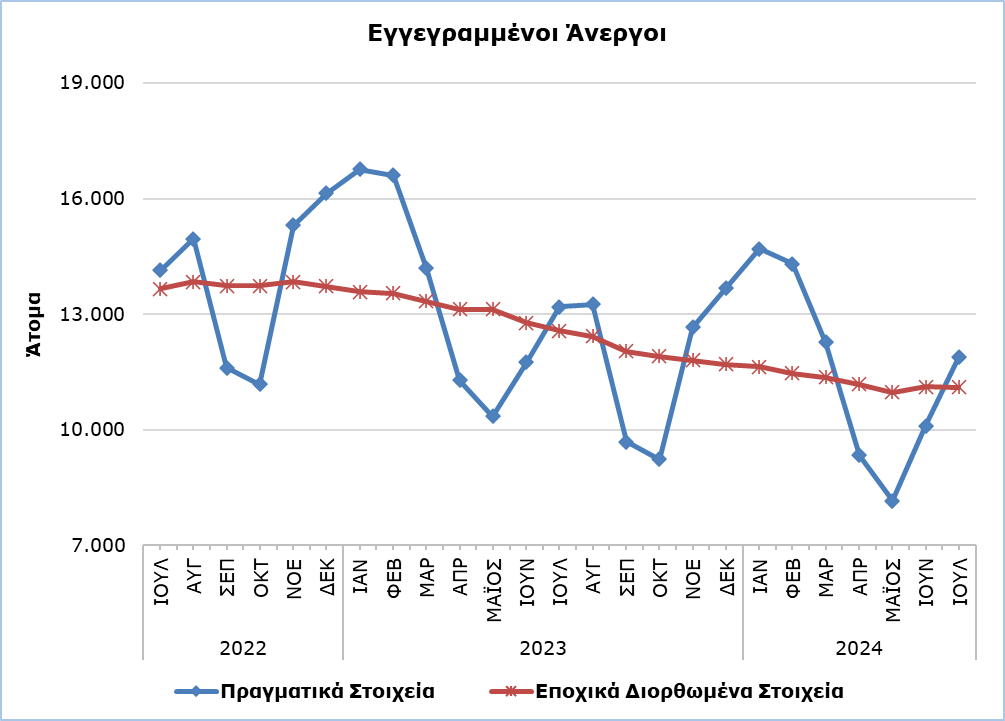 Εγγεγραμμένοι Άνεργοι
19.000
16.000
13.000
10.000
7.000
Άτομα
ΙΟΥΛ ΑΥΓ ΣΕΠ ΟΚΤ ΝΟΕ ΔΕΚ ΙΑΝ ΦΕΒ ΜΑΡ ΑΠΡ ΜΑΪΟΣ ΙΟΥΝ ΙΟΥΛ ΑΥΓ ΣΕΠ ΟΚΤ ΝΟΕ ΔΕΚ ΙΑΝ ΦΕΒ ΜΑΡ ΑΠΡ ΜΑΪΟΣ ΙΟΥΝ ΙΟΥΛ
2022 2023 2024
Πραγματικά Στοιχεία Εποχικά Διορθωμένα Στοιχεία